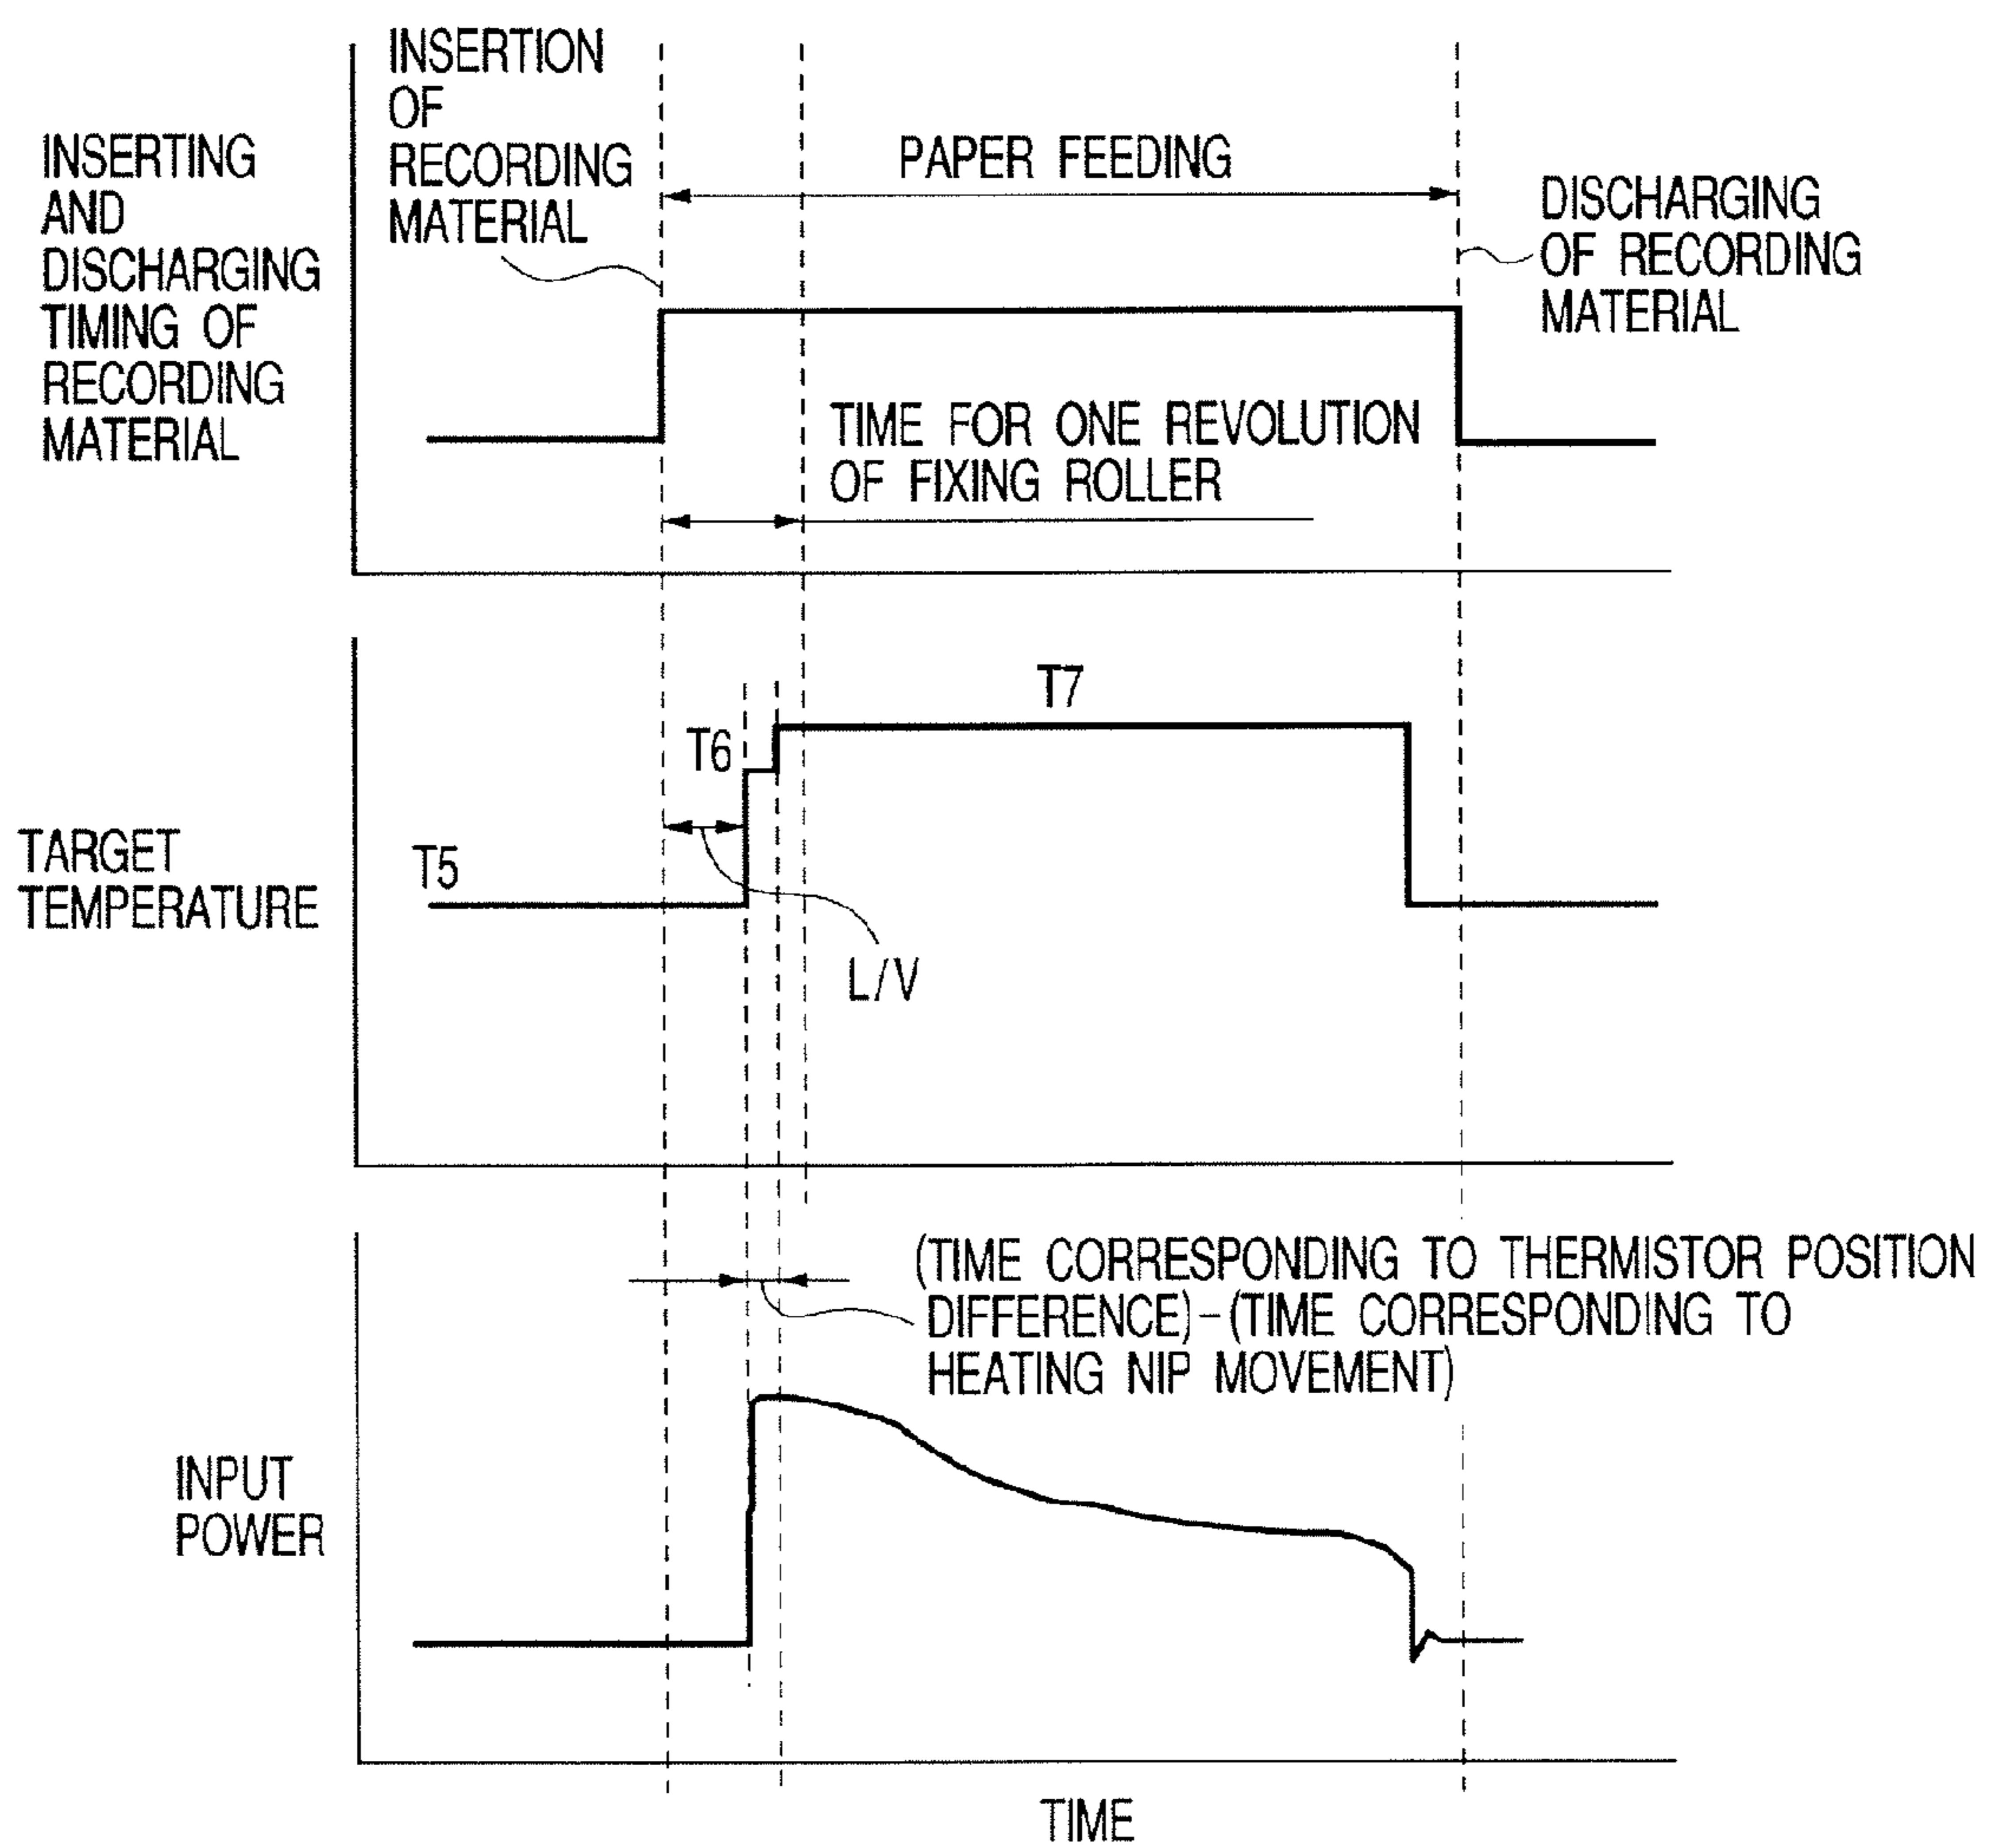 INSERTING
AND
DISCHARGING
TIMING OF
RECORDING
MATERIAL
INSERTION
OF
RECORDING
MATERIAL
PAPER FEEDING
DISCHARGING
OF RECORDING
MATERIAL
TIME FOR ONE REVOLUTION
OF FIXING ROLLER
TARGET
TEMPERATURE
T5
T6
T7
L/V
INPUT
POWER
(TIME CORRESPONDING TO THERMISTOR POSITION
DIFFERENCE)-(TIME CORRESPONDING TO
HEATING NIP MOVEMENT)
TIME